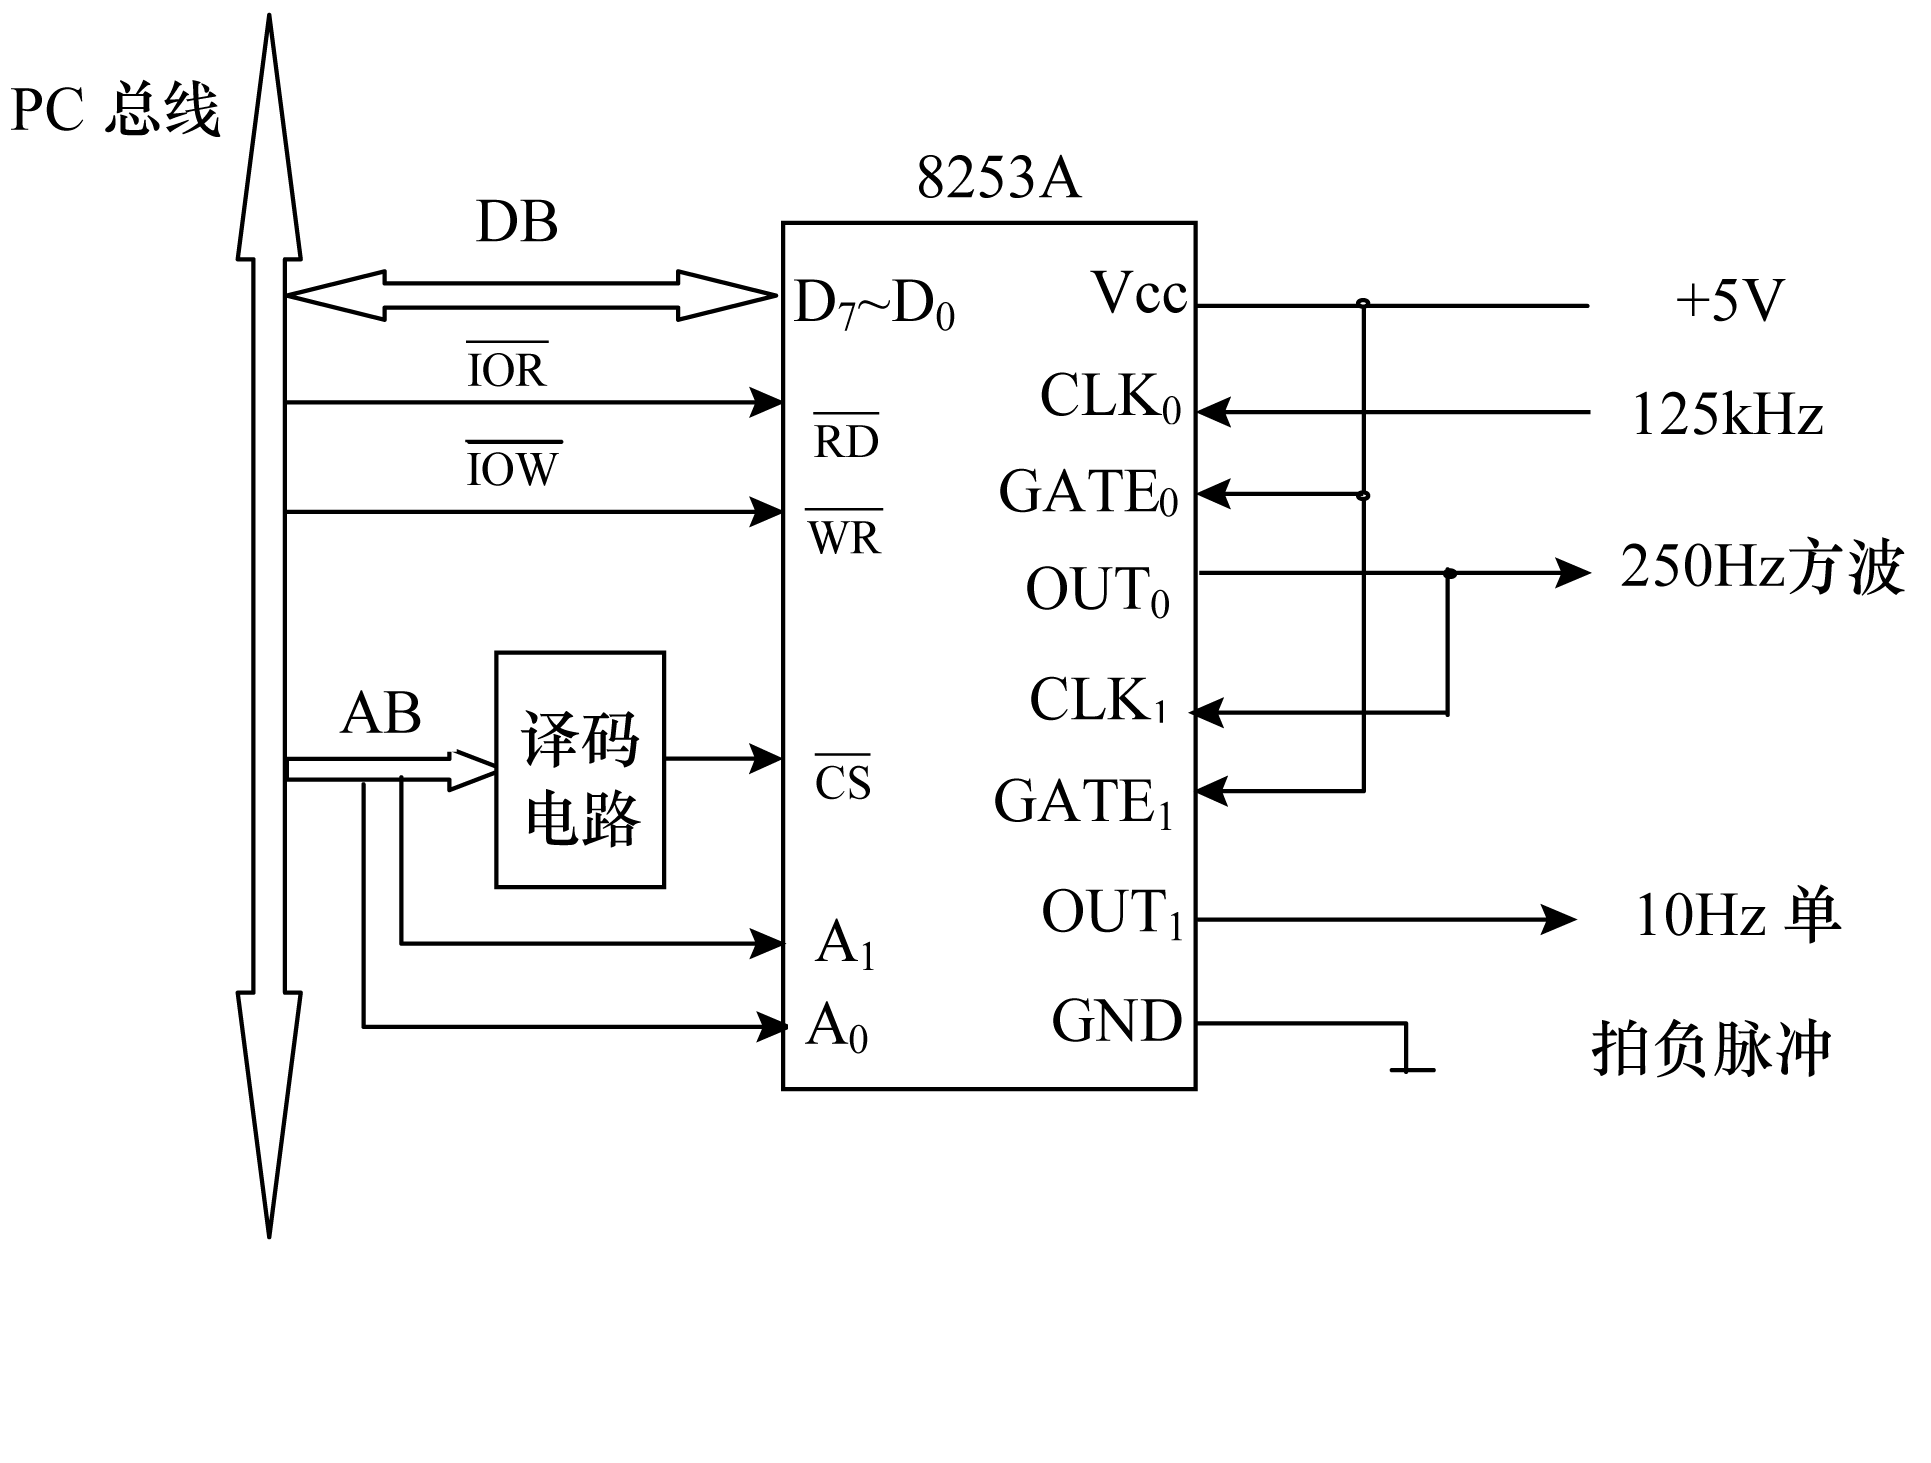 PC 总线
8253A
DB
D7~D0
Vcc
+5V
IOR
CLK0
125kHz
RD
IOW
GATE0
WR
OUT0
250Hz方波
AB
译码
电路
CLK1
CS
GATE1
A1
OUT1
10Hz 单
拍负脉冲
A0
GND